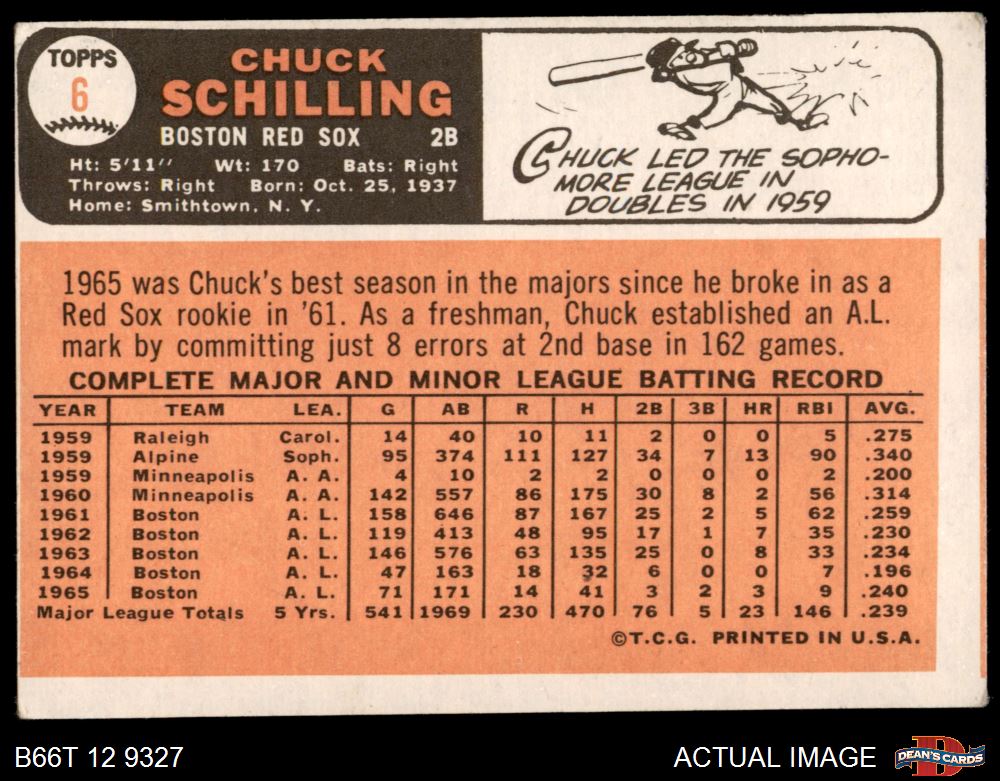 TOPPS
6
CHUCK
SCHILLING
BOSTON RED SOX 2B
Ht: 5'11" Wt: 170 Bats: Right
Throws: Right Born: Oct. 25, 1937
Home: Smithtown, N. Y.
CHUCK LED THE SOPHO-
MORE LEAGUE IN
DOUBLES IN 1959
1965 was Chuck's best season in the majors since he broke in as a
Red Sox rookie in '61. As a freshman, Chuck established an A.L.
mark by committing just 8 errors at 2nd base in 162 games.
COMPLETE MAJOR AND MINOR LEAGUE BATTING RECORD
YEAR TEAM LEA. G AB R H 2B 3B HR RBI AVG.
1959 Raleigh Carol. 14 40 10 11 2 0 0 5 .275
1959 Alpine Soph. 95 374 111 127 34 7 13 90 .340
1959 Minneapolis A. A. 4 10 2 2 0 0 0 2 .200
1960 Minneapolis A. A. 142 557 86 175 30 8 2 56 .314
1961 Boston A. L. 158 646 87 167 25 2 5 62 .259
1962 Boston A. L. 119 413 48 95 17 1 7 35 .230
1963 Boston A. L. 146 576 63 135 25 0 8 33 .234
1964 Boston A. L. 47 163 18 32 6 0 0 7 .196
1965 Boston A. L. 71 171 14 41 3 2 3 9 .240
Major League Totals 5 Yrs. 541 1969 230 470 76 5 23 146 .239
©T.C.G. PRINTED IN U.S.A.
B66T 12 9327 ACTUAL IMAGE DEAN'S CARDS